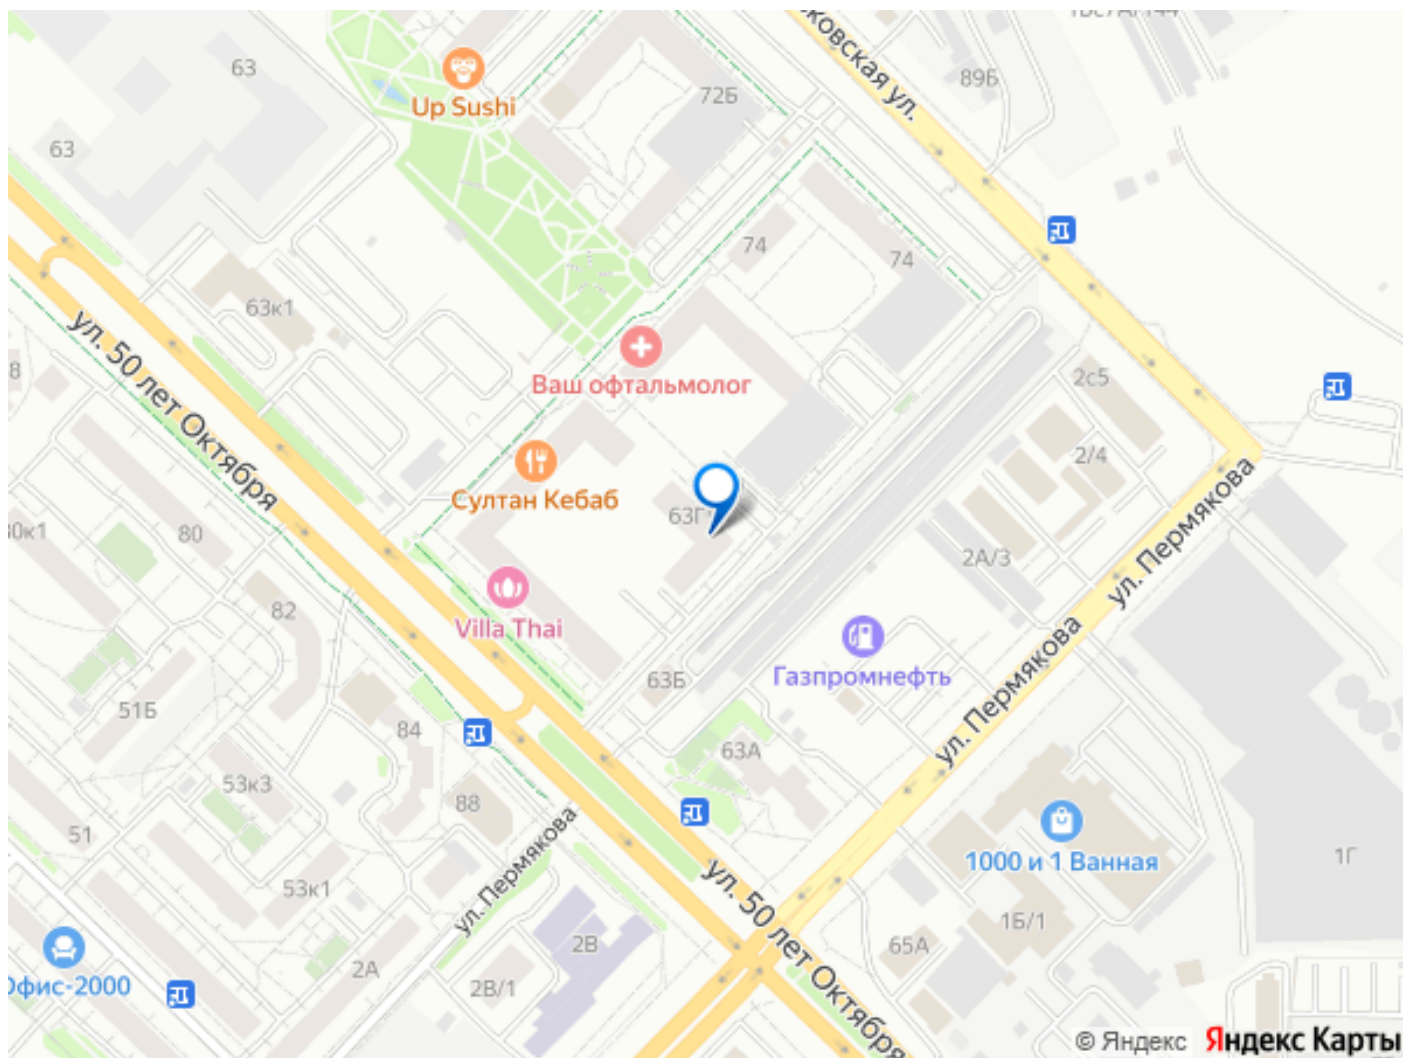 63
63
Up Sushi
72Б
ковская ул.
89Б
74
74
63к1
Ваш офтальмолог
2с5
2/4
ул. 50 лет Октября
80
82
Султан Кебаб
63Г
2А/3
ул. Пермякова
Villa Thai
Газпромнефть
63Б
51Б
84
63А
ул. Пермякова
53к3
88
51
53к1
ул. Пермякова
ул. 50 лет Октября
1000 и 1 Ванная
1Г
1Б/1
65А
2В
2А
2В/1
Офис-2000
© Яндекс Яндекс Карты